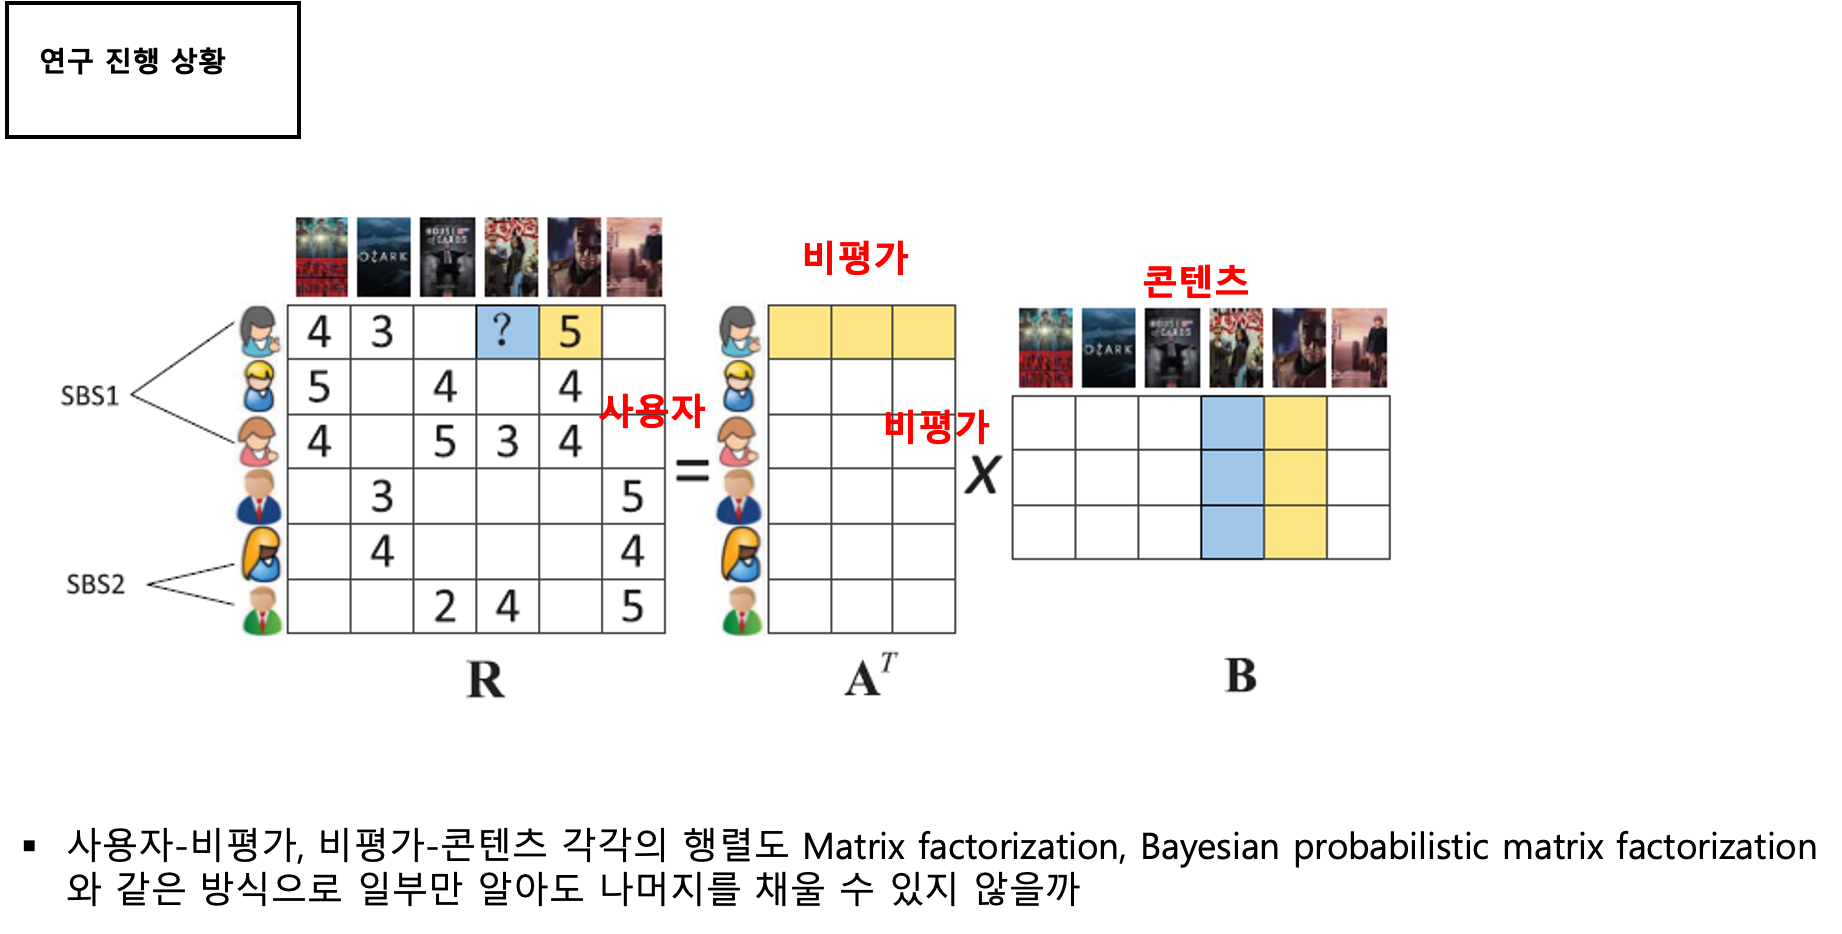 연구 진행 상황
OZARK
HOUSE
of CARDS
비평가
콘텐츠
OZARK
HOUSE
of CARDS
SBS1
SBS2
4 3 ? 5
5 4 4
4 5 3 4
3 5
4 4
2 4 5
사용자
=
비평가
X
R
A^T
B
▪ 사용자-비평가, 비평가-콘텐츠 각각의 행렬도 Matrix factorization, Bayesian probabilistic matrix factorization
와 같은 방식으로 일부만 알아도 나머지를 채울 수 있지 않을까